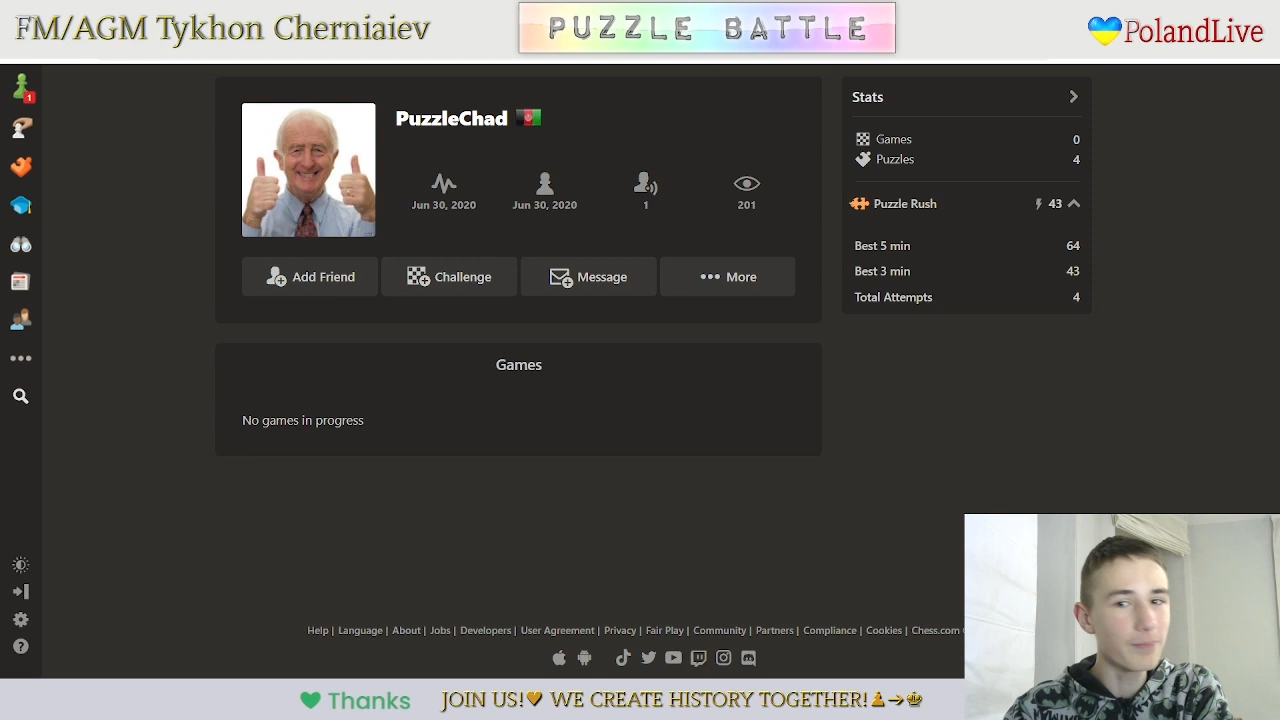 FM/AGM Tykhon Cherniaiev
PUZZLE BATTLE
PolandLive
1
PuzzleChad
Jun 30, 2020
Jun 30, 2020
1
201
Add Friend
Challenge
Message
More
Games
No games in progress
Stats
Games 0
Puzzles 4
Puzzle Rush 43
Best 5 min 64
Best 3 min 43
Total Attempts 4
Help | Language | About | Jobs | Developers | User Agreement | Privacy | Fair Play | Community | Partners | Compliance | Cookies | Chess.com
Thanks
JOIN US! WE CREATE HISTORY TOGETHER!